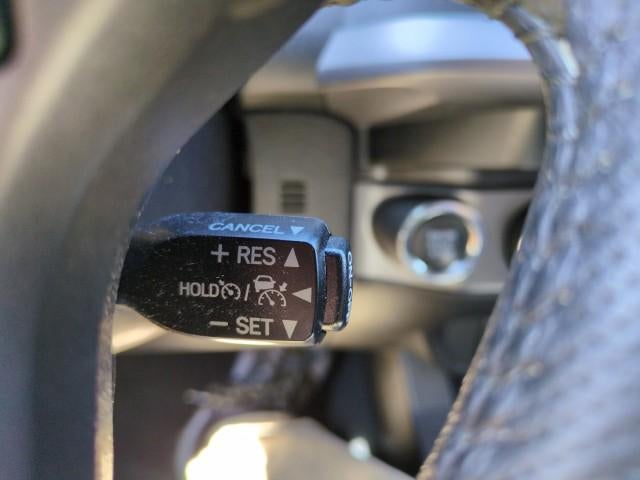 CANCEL ▼
+ RES ▲
HOLD / ◀
− SET ▼